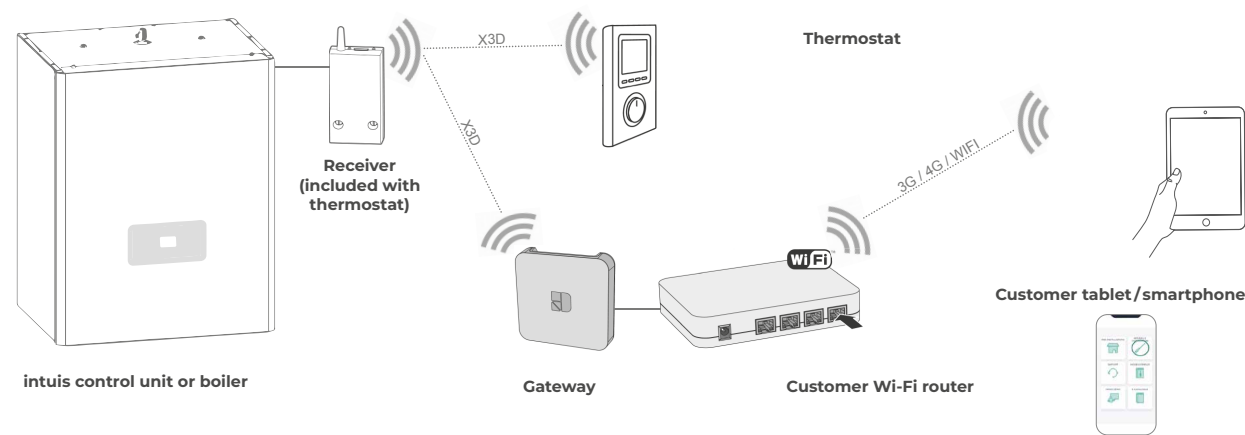 X3D
Thermostat
X3D
Receiver
(included with
thermostat)
3G / 4G / WIFI
WiFi
Customer tablet/smartphone
intuis control unit or boiler
Gateway
Customer Wi-Fi router